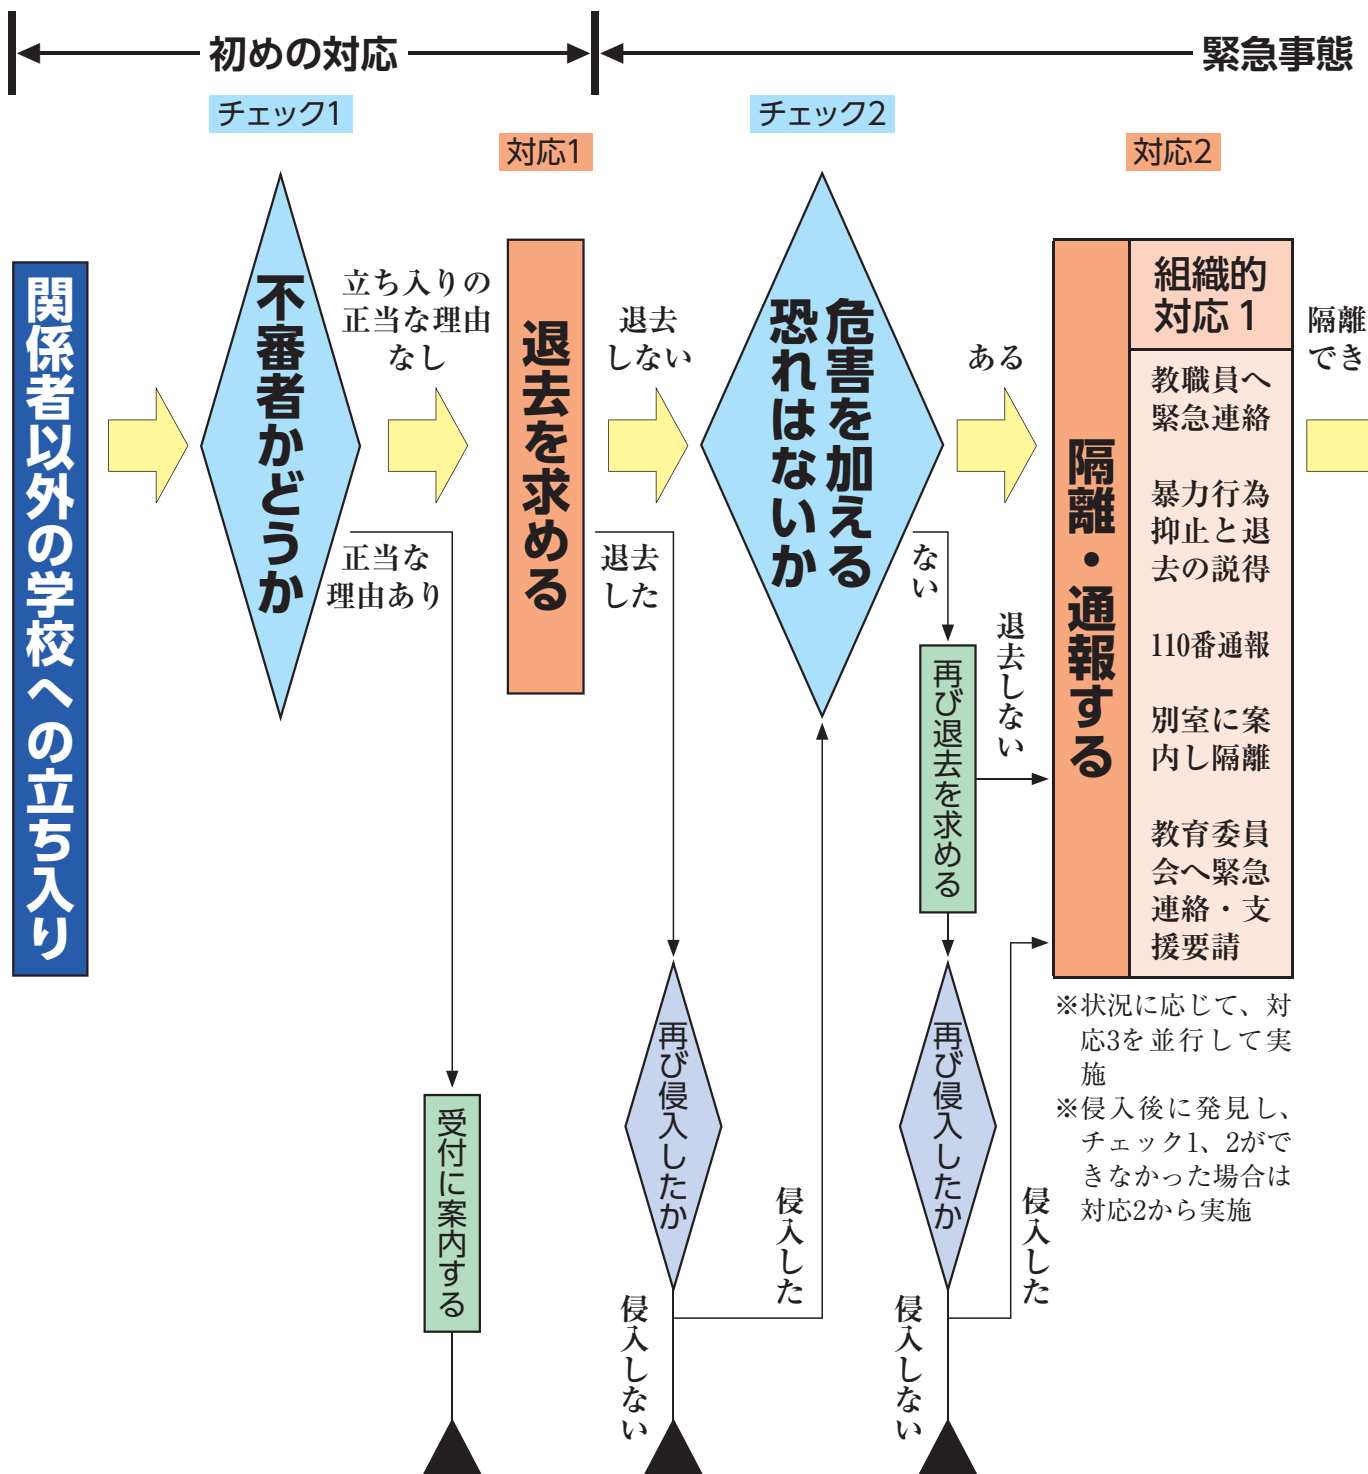 初めの対応
緊急事態
チェック1
対応1
チェック2
対応2
関係者以外の学校への立ち入り
不審者かどうか
立ち入りの
正当な理由
なし
正当な
理由あり
受付に案内する
退去を求める
退去
しない
退去
した
再び侵入したか
侵入した
侵入しない
危害を加える
恐れはないか
ある
ない
再び退去を求める
退去しない
再び侵入したか
侵入した
侵入しない
隔離・通報する
組織的
対応 1
教職員へ
緊急連絡
暴力行為
抑止と退
去の説得
110番通報
別室に案
内し隔離
教育委員
会へ緊急
連絡・支
援要請
隔離
でき
※状況に応じて、対
応3を並行して実
施
※侵入後に発見し、
チェック1、2がで
きなかった場合は
対応2から実施